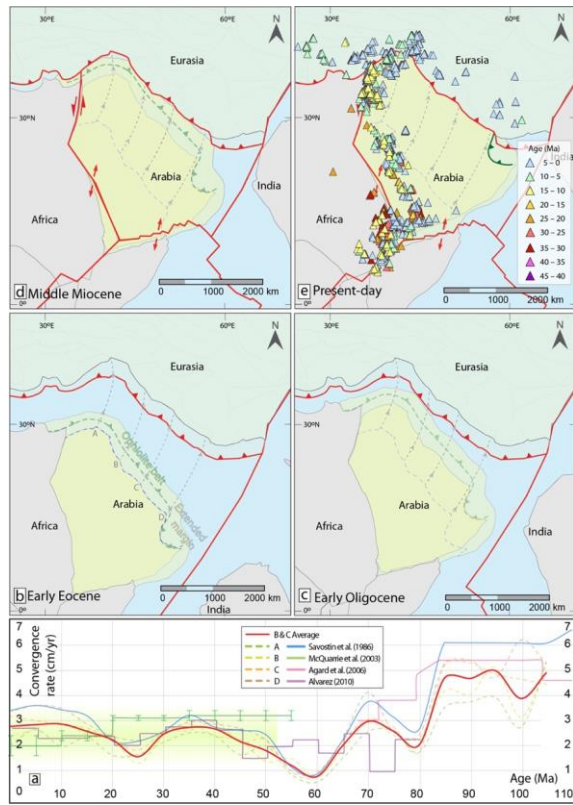 30°E
60°E
Eurasia
30°N
Arabia
India
Africa
0
1000
2000 km
d Middle Miocene
0°
30°E
60°E
Eurasia
30°N
Age (Ma)
5 – 0
10 – 5
15 – 10
20 – 15
25 – 20
30 – 25
35 – 30
40 – 35
45 – 40
India
Arabia
Africa
0
1000
2000 km
e Present-day
0°
Eurasia
30°N
A
B
C
D
Ophiolite belt
Extended margin
Arabia
Africa
0
1000
2000 km
b Early Eocene
India
Eurasia
30°N
Arabia
Africa
India
0
1000
2000 km
c Early Oligocene
7
6
5
4
3
2
1
0
Convergence rate (cm/yr)
B & C Average
A
B
C
D
Savostin et al. (1986)
McQuarrie et al. (2003)
Agard et al. (2006)
Alvarez (2010)
7
6
5
4
3
2
1
a
Age (Ma)
0
10
20
30
40
50
60
70
80
90
100
110